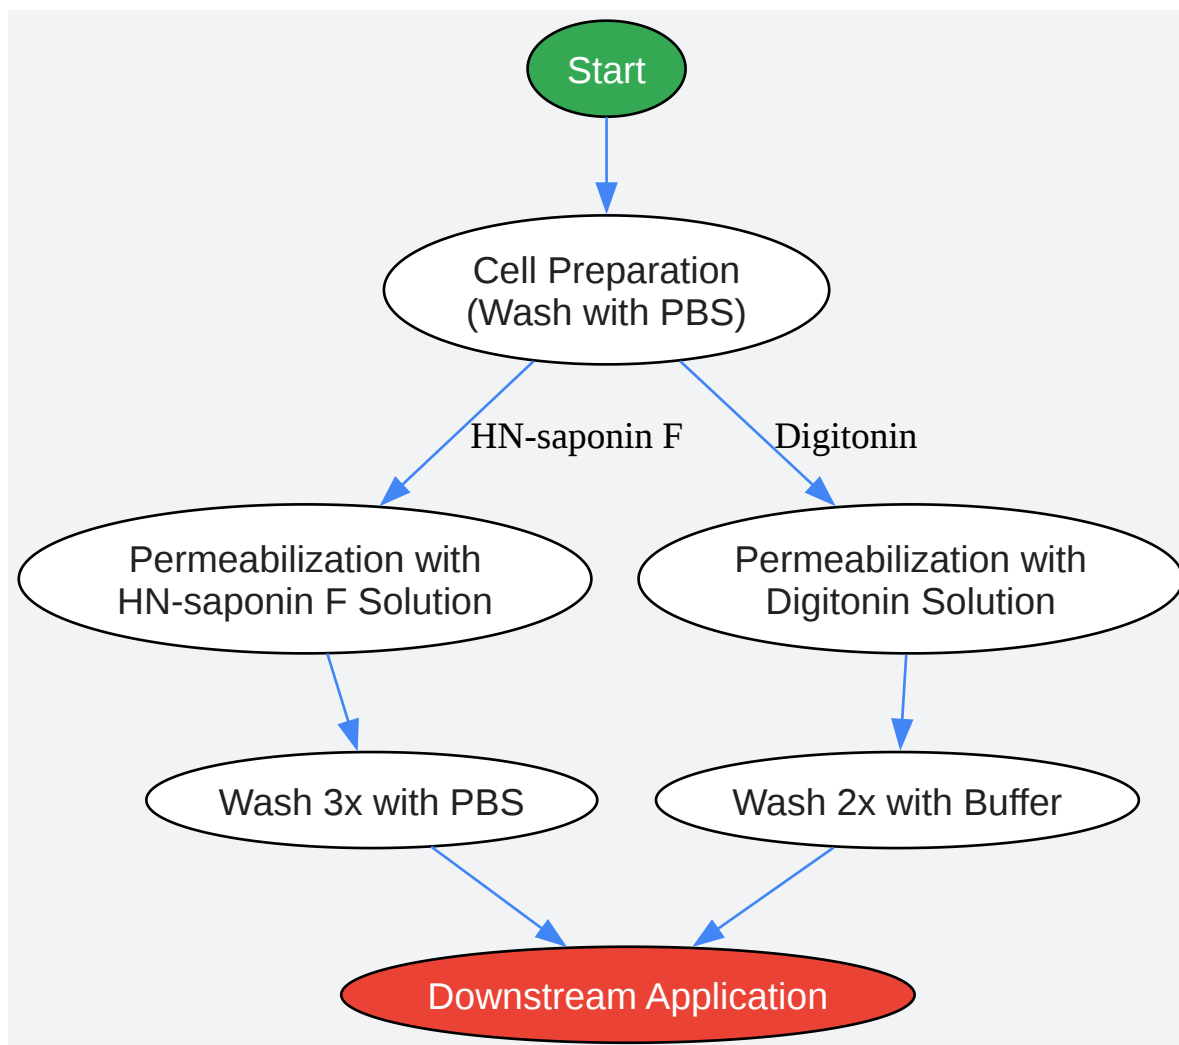 Start
Cell Preparation
(Wash with PBS)
HN-saponin F
Digitonin
Permeabilization with
HN-saponin F Solution
Permeabilization with
Digitonin Solution
Wash 3x with PBS
Wash 2x with Buffer
Downstream Application